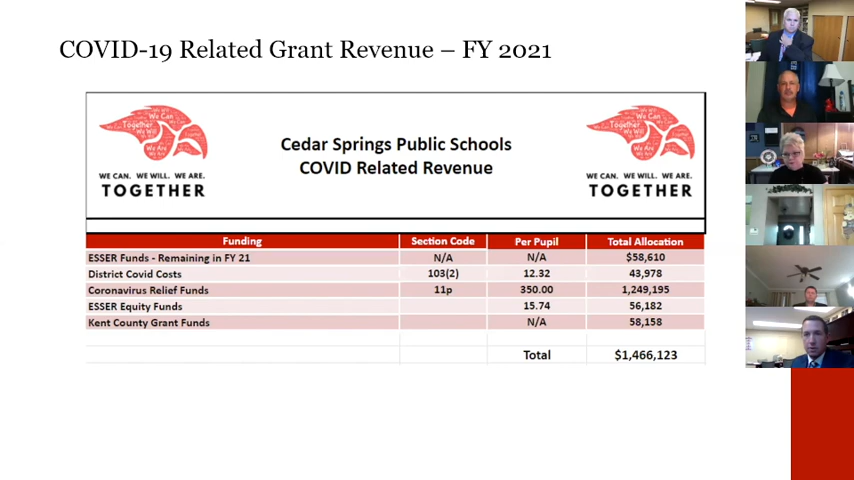 COVID-19 Related Grant Revenue – FY 2021
Cedar Springs Public Schools
COVID Related Revenue
WE CAN. WE WILL. WE ARE.
TOGETHER
WE CAN. WE WILL. WE ARE.
TOGETHER
Funding Section Code Per Pupil Total Allocation
ESSER Funds - Remaining in FY 21 N/A N/A $58,610
District Covid Costs 103(2) 12.32 43,978
Coronavirus Relief Funds 11p 350.00 1,249,195
ESSER Equity Funds 15.74 56,182
Kent County Grant Funds N/A 58,158
Total $1,466,123